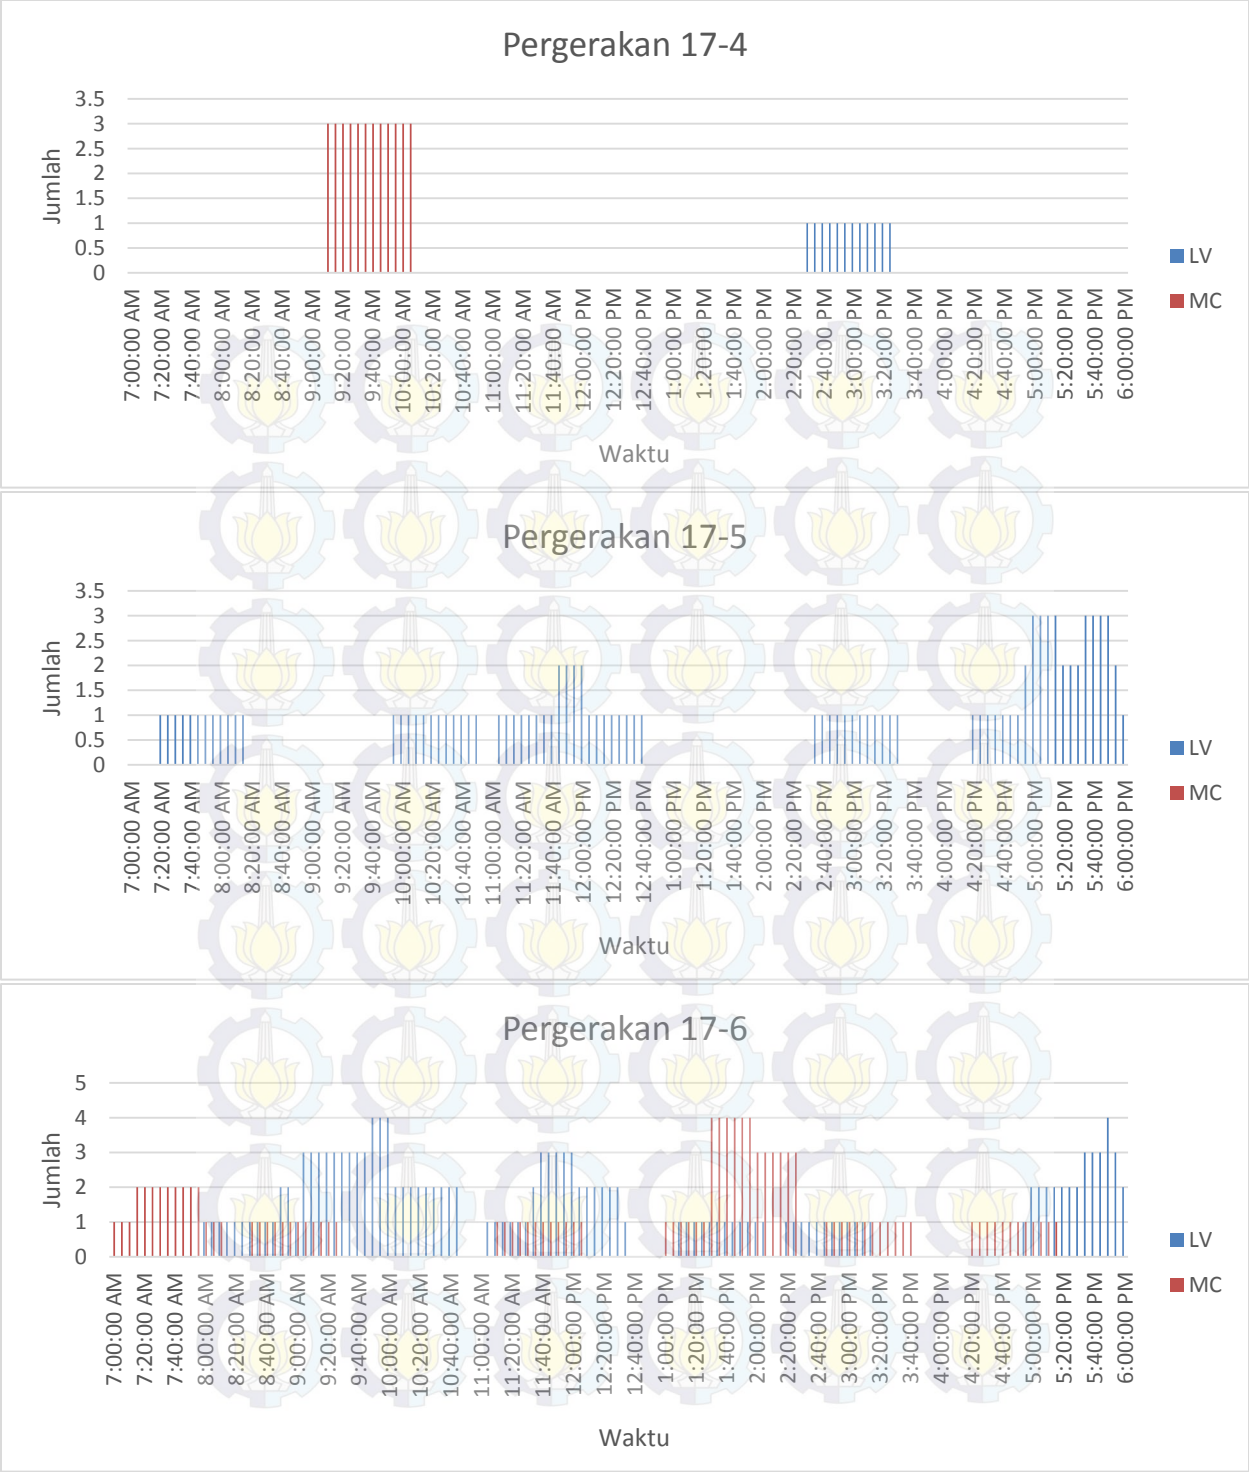 Pergerakan 17-4
3.5
3
2.5
2
1.5
1
0.5
0
Jumlah
7:00:00 AM
7:20:00 AM
7:40:00 AM
8:00:00 AM
8:20:00 AM
8:40:00 AM
9:00:00 AM
9:20:00 AM
9:40:00 AM
10:00:00 AM
10:20:00 AM
10:40:00 AM
11:00:00 AM
11:20:00 AM
11:40:00 AM
12:00:00 PM
12:20:00 PM
12:40:00 PM
1:00:00 PM
1:20:00 PM
1:40:00 PM
2:00:00 PM
2:20:00 PM
2:40:00 PM
3:00:00 PM
3:20:00 PM
3:40:00 PM
4:00:00 PM
4:20:00 PM
4:40:00 PM
5:00:00 PM
5:20:00 PM
5:40:00 PM
6:00:00 PM
Waktu
LV
MC
Pergerakan 17-5
3.5
3
2.5
2
1.5
1
0.5
0
Jumlah
7:00:00 AM
7:20:00 AM
7:40:00 AM
8:00:00 AM
8:20:00 AM
8:40:00 AM
9:00:00 AM
9:20:00 AM
9:40:00 AM
10:00:00 AM
10:20:00 AM
10:40:00 AM
11:00:00 AM
11:20:00 AM
11:40:00 AM
12:00:00 PM
12:20:00 PM
12:40:00 PM
1:00:00 PM
1:20:00 PM
1:40:00 PM
2:00:00 PM
2:20:00 PM
2:40:00 PM
3:00:00 PM
3:20:00 PM
3:40:00 PM
4:00:00 PM
4:20:00 PM
4:40:00 PM
5:00:00 PM
5:20:00 PM
5:40:00 PM
6:00:00 PM
Waktu
LV
MC
Pergerakan 17-6
5
4
3
2
1
0
Jumlah
7:00:00 AM
7:20:00 AM
7:40:00 AM
8:00:00 AM
8:20:00 AM
8:40:00 AM
9:00:00 AM
9:20:00 AM
9:40:00 AM
10:00:00 AM
10:20:00 AM
10:40:00 AM
11:00:00 AM
11:20:00 AM
11:40:00 AM
12:00:00 PM
12:20:00 PM
12:40:00 PM
1:00:00 PM
1:20:00 PM
1:40:00 PM
2:00:00 PM
2:20:00 PM
2:40:00 PM
3:00:00 PM
3:20:00 PM
3:40:00 PM
4:00:00 PM
4:20:00 PM
4:40:00 PM
5:00:00 PM
5:20:00 PM
5:40:00 PM
6:00:00 PM
Waktu
LV
MC